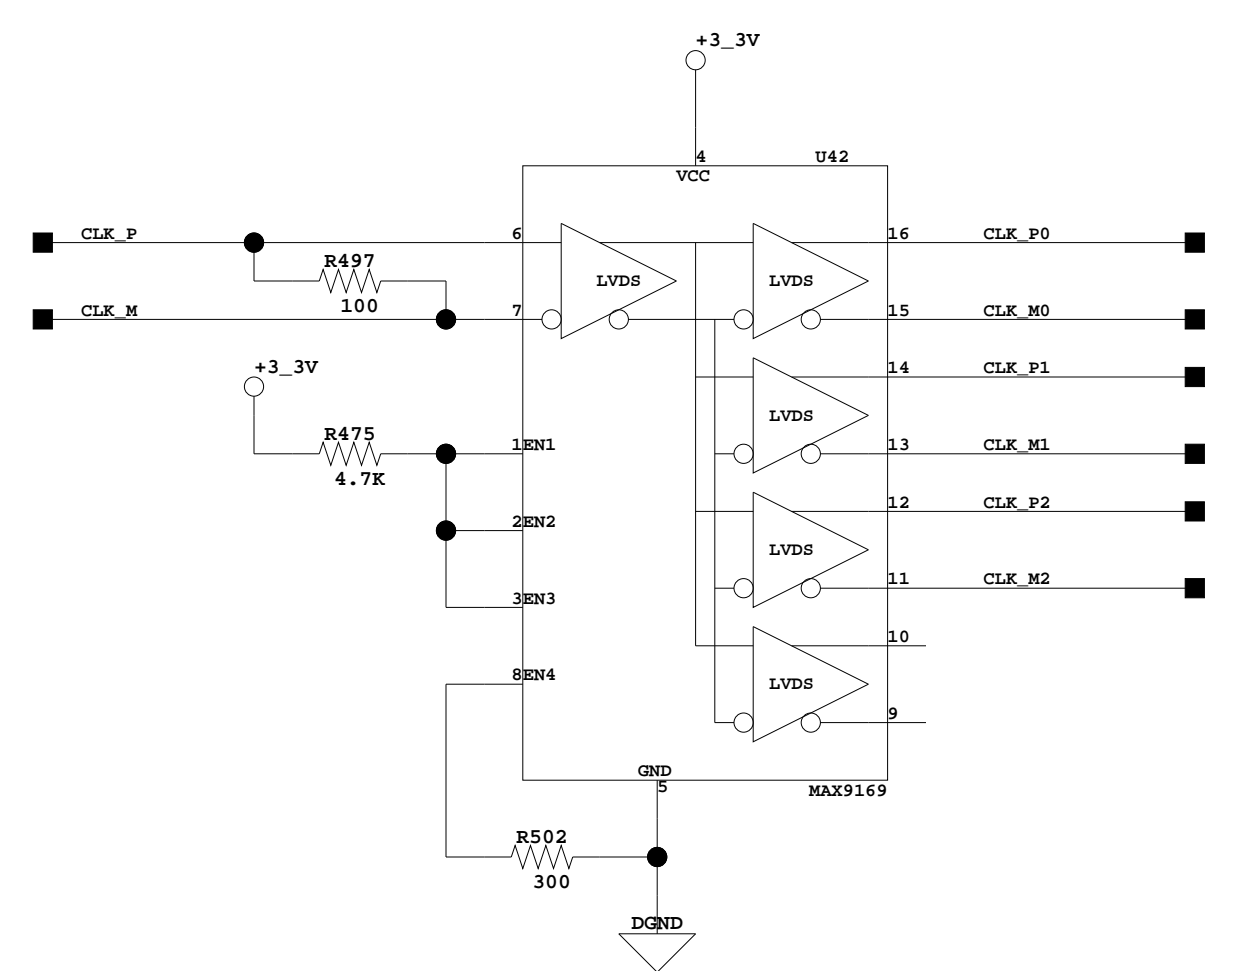 +3_3V
4
U42
VCC
CLK_P
6
16
CLK_P0
R497
LVDS
LVDS
100
CLK_M
7
15
CLK_M0
+3_3V
14
CLK_P1
LVDS
R475
1EN1
13
CLK_M1
4.7K
2EN2
12
CLK_P2
LVDS
3EN3
11
CLK_M2
10
8EN4
LVDS
9
GND
5
MAX9169
R502
300
DGND